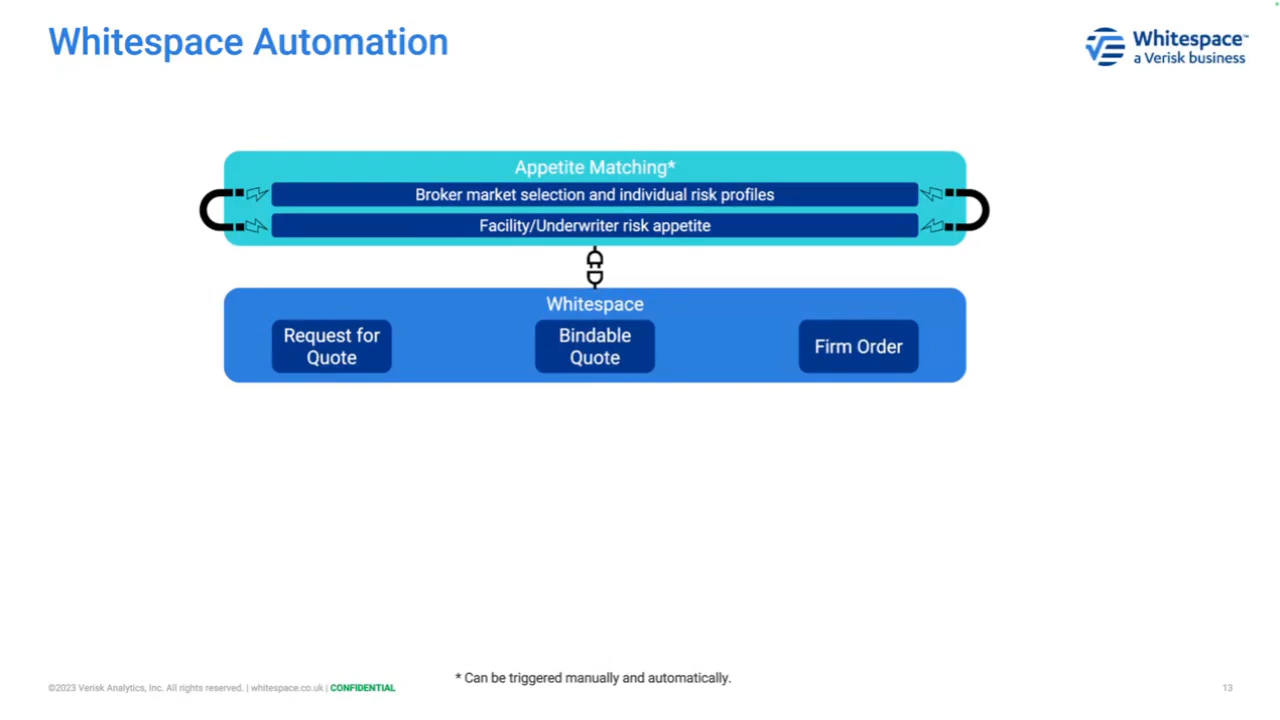 Whitespace Automation
Whitespace™
a Verisk business
Appetite Matching*
Broker market selection and individual risk profiles
Facility/Underwriter risk appetite
Whitespace
Request for
Quote
Bindable
Quote
Firm Order
* Can be triggered manually and automatically.
©2023 Verisk Analytics, Inc. All rights reserved. | whitespace.co.uk | CONFIDENTIAL
13